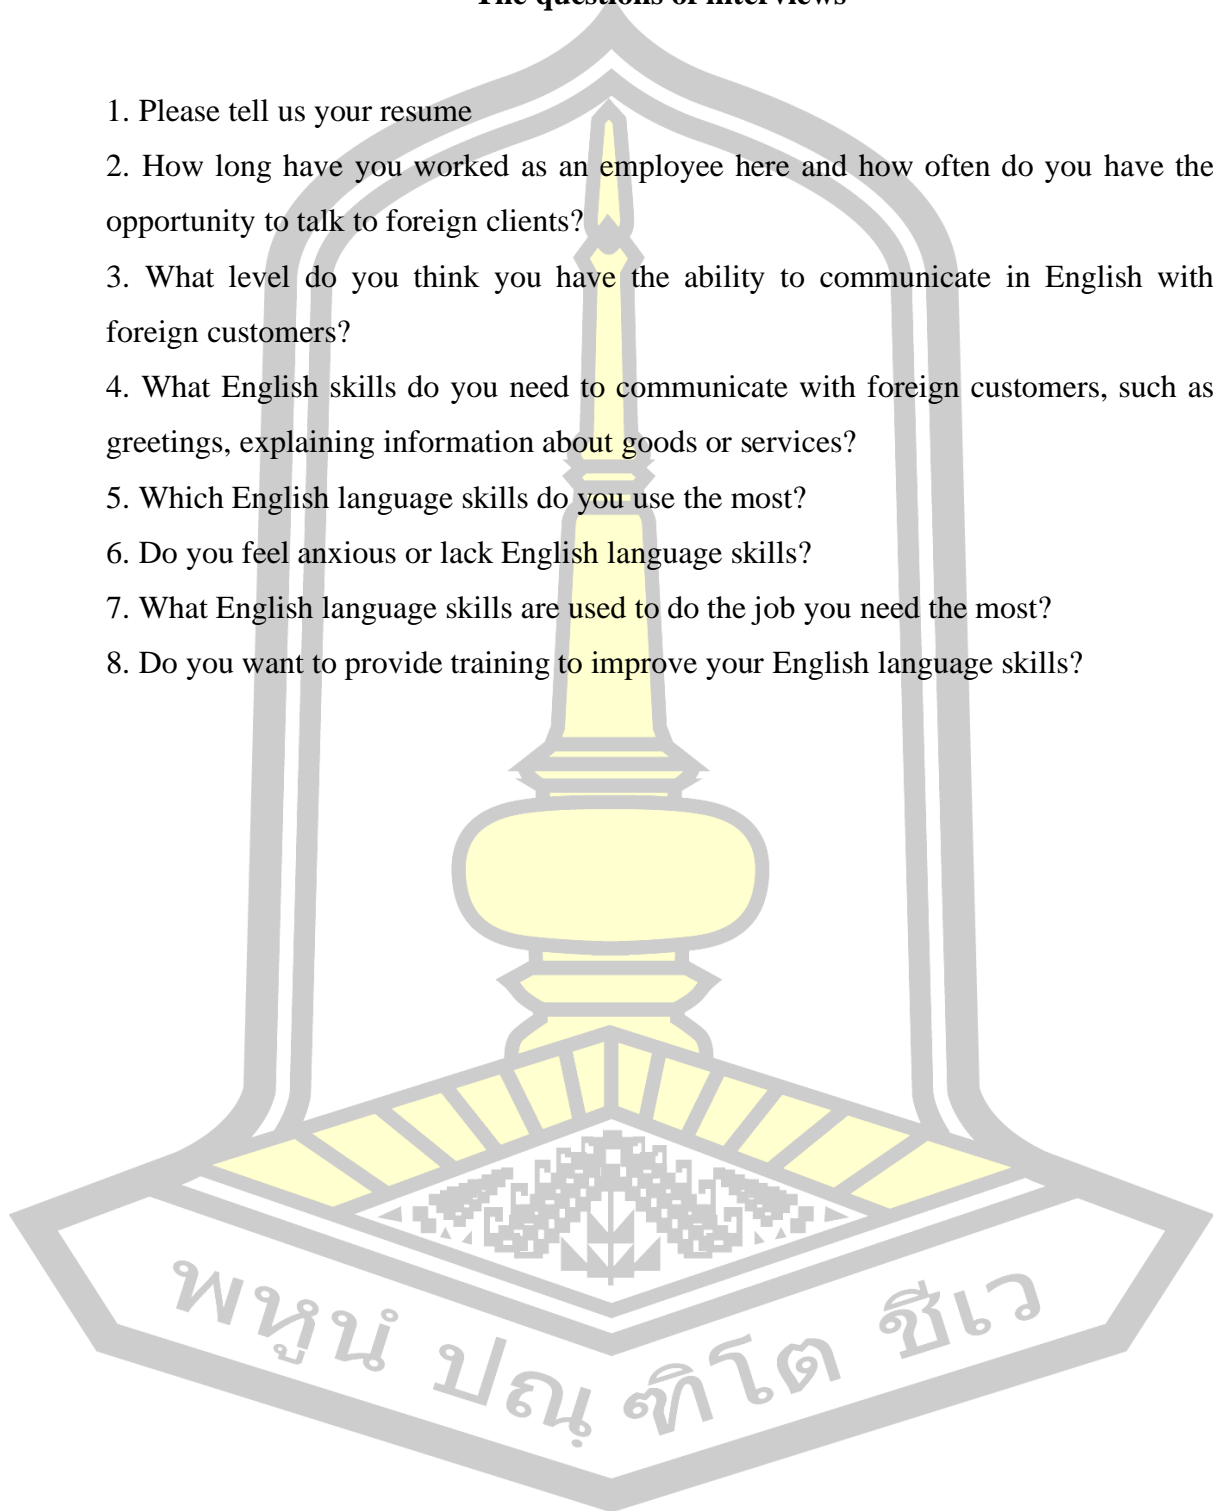 The questions of interviews
1. Please tell us your resume
2. How long have you worked as an employee here and how often do you have the
opportunity to talk to foreign clients?
3. What level do you think you have the ability to communicate in English with
foreign customers?
4. What English skills do you need to communicate with foreign customers, such as
greetings, explaining information about goods or services?
5. Which English language skills do you use the most?
6. Do you feel anxious or lack English language skills?
7. What English language skills are used to do the job you need the most?
8. Do you want to provide training to improve your English language skills?
พหูนํ ปณฺฑิโต ชีเว